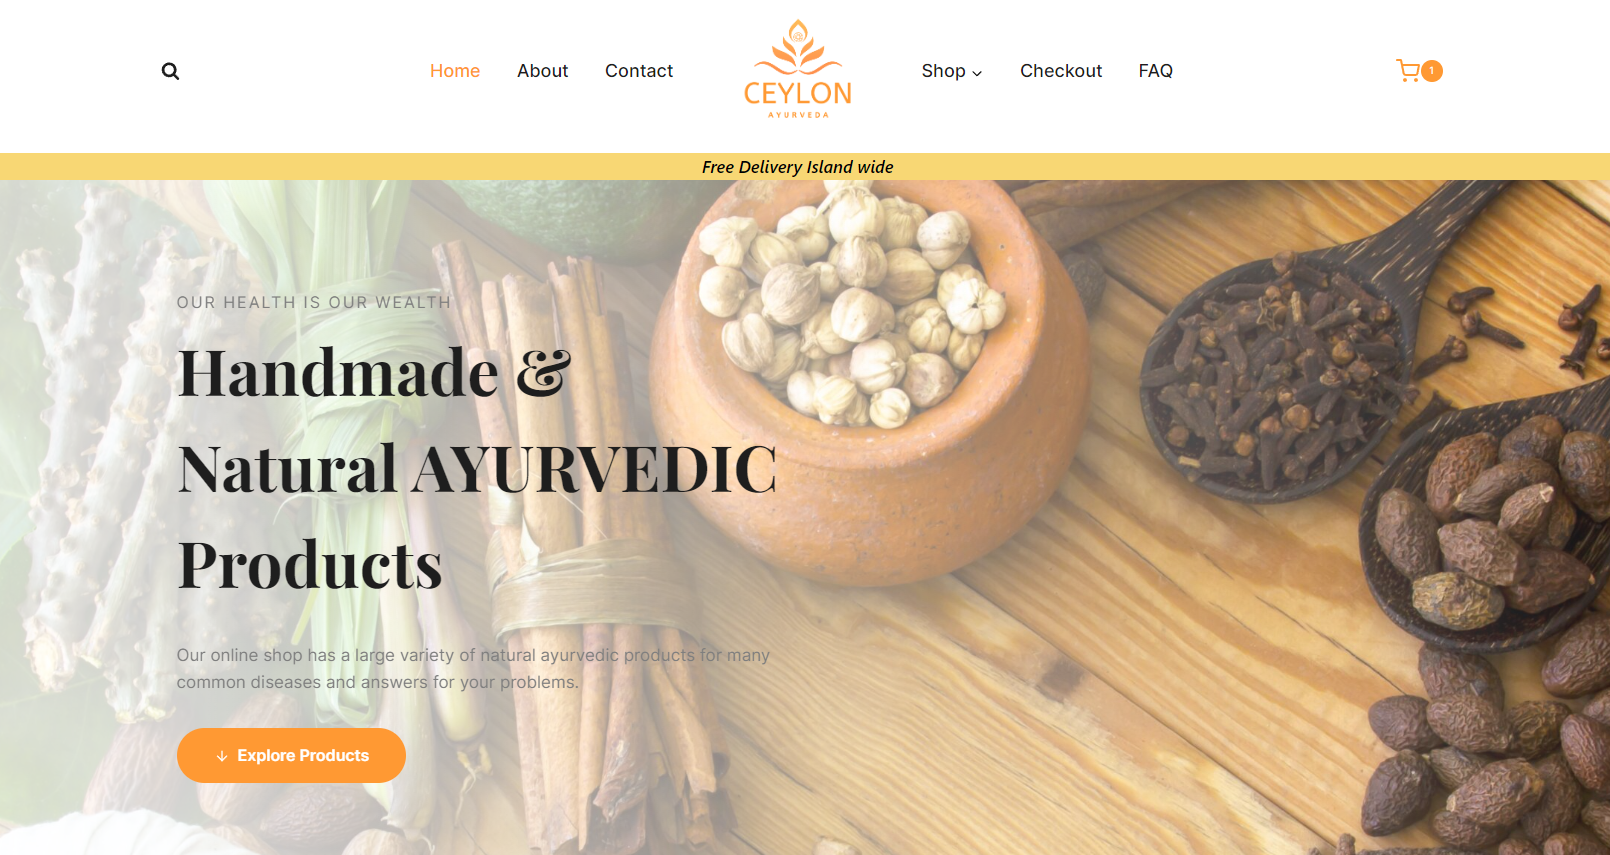 Home
About
Contact
CEYLON
AYURVEDA
Shop
Checkout
FAQ
1
Free Delivery Island wide
OUR HEALTH IS OUR WEALTH
Handmade &
Natural AYURVEDIC
Products
Our online shop has a large variety of natural ayurvedic products for many
common diseases and answers for your problems.
Explore Products